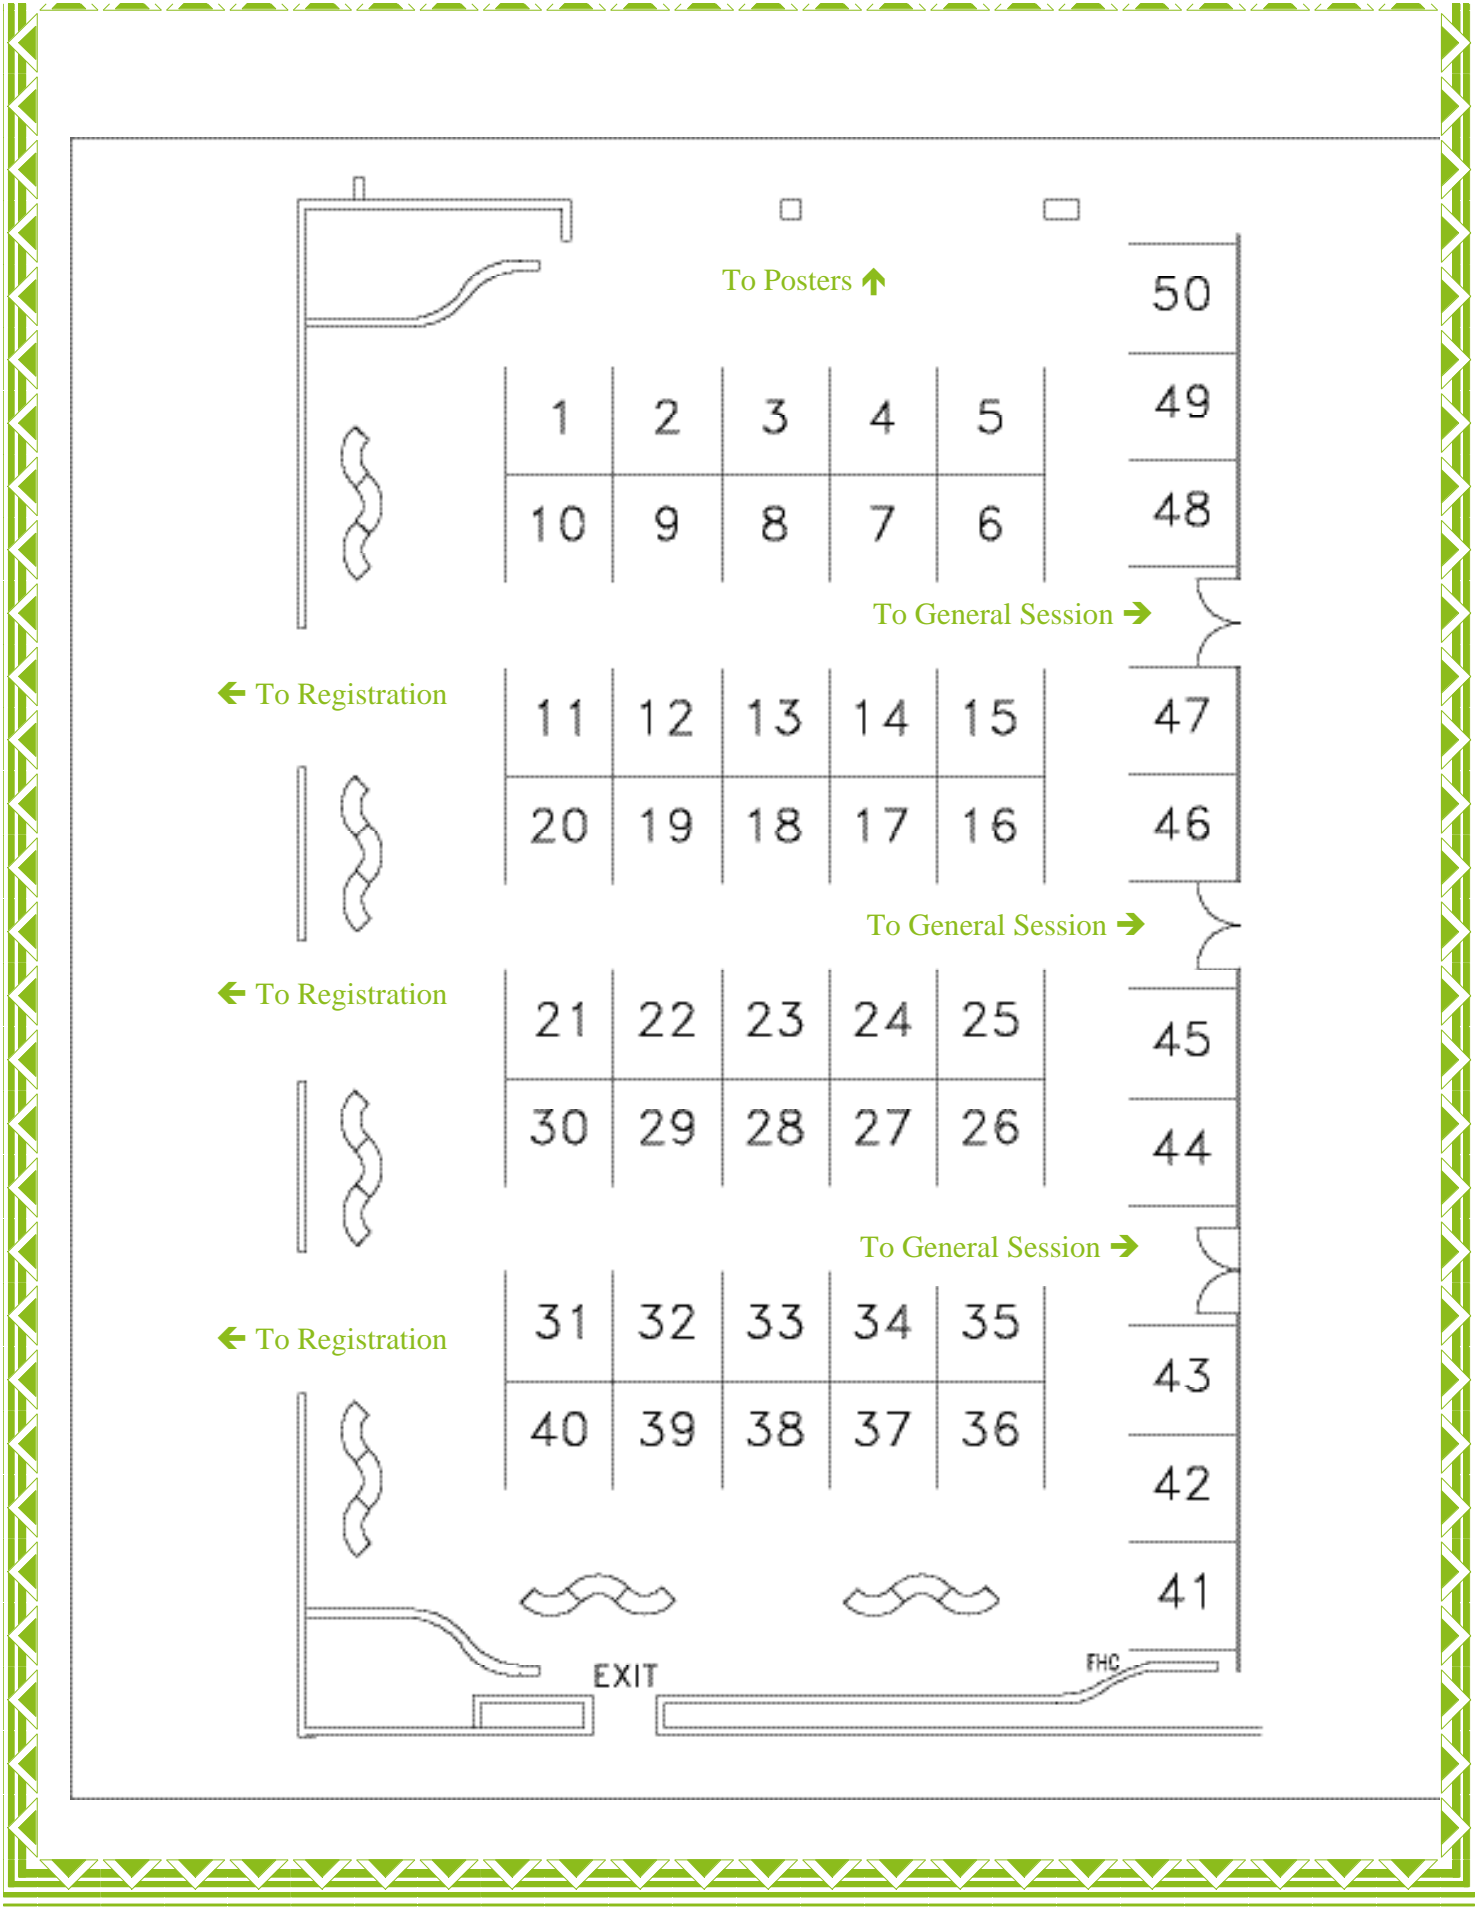 To Posters ↑
50
1 2 3 4 5
49
10 9 8 7 6
48
To General Session →
← To Registration
11 12 13 14 15
47
20 19 18 17 16
46
To General Session →
← To Registration
21 22 23 24 25
45
30 29 28 27 26
44
To General Session →
← To Registration
31 32 33 34 35
43
40 39 38 37 36
42
41
FHC
EXIT